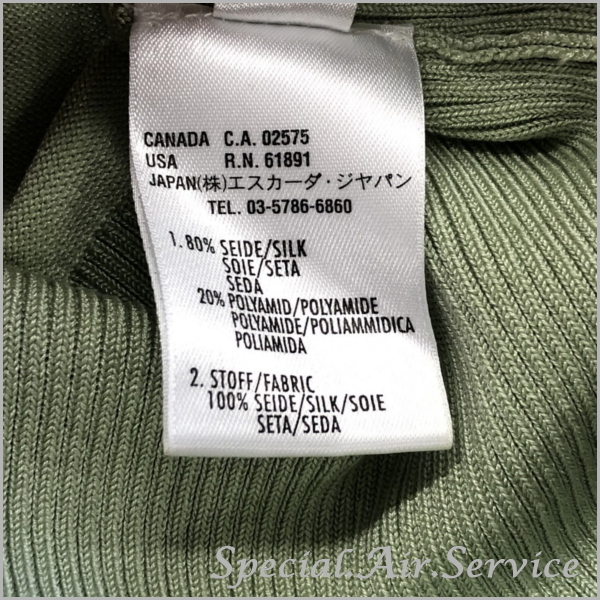 CANADA C.A. 02575
USA R.N. 61891
JAPAN(株)エスカーダ・ジャパン
TEL. 03-5786-6860
1. 80% SEIDE/SILK
SOIE/SETA
SEDA
20% POLYAMID/POLYAMIDE
POLYAMIDE/POLIAMMIDICA
POLIAMIDA
2. STOFF/FABRIC
100% SEIDE/SILK/SOIE
SETA/SEDA
Special.Air.Service